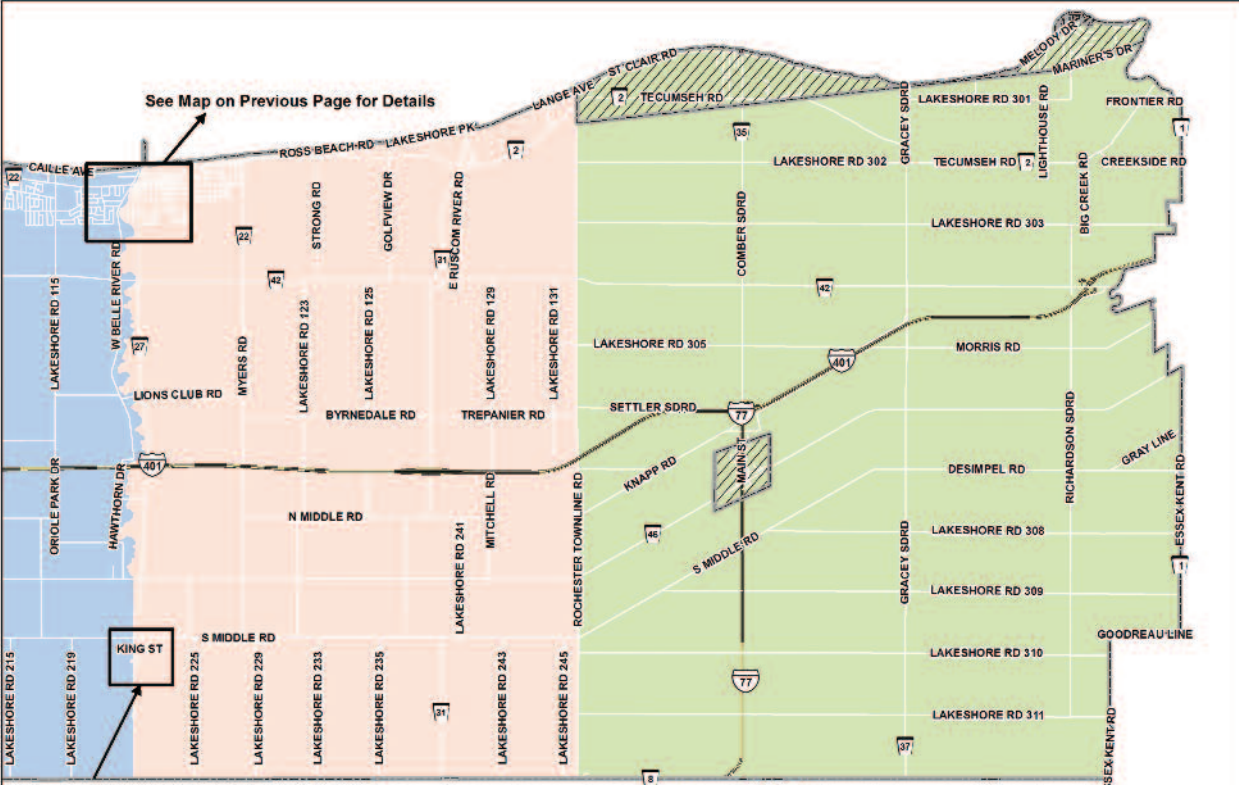 MELODY DR
MARINER'S DR
ST CLAIR RD
LANGE AVE
2
TECUMSEH RD
GRACEY SDRD
LAKESHORE RD 301
LIGHTHOUSE RD
FRONTIER RD
1
See Map on Previous Page for Details
35
ROSS BEACH RD
LAKESHORE PK
2
LAKESHORE RD 302
TECUMSEH RD
2
CREEKSIDE RD
CAILLE AVE
22
STRONG RD
GOLFVIEW DR
E RUSCOM RIVER RD
COMBER SDRD
BIG CREEK RD
LAKESHORE RD 303
22
31
42
42
W BELLE RIVER RD
LAKESHORE RD 115
27
MYERS RD
LAKESHORE RD 123
LAKESHORE RD 125
LAKESHORE RD 129
LAKESHORE RD 131
LAKESHORE RD 305
MORRIS RD
401
LIONS CLUB RD
BYRNEDALE RD
TREPANIER RD
SETTLER SDRD
77
MAIN ST
RICHARDSON SDRD
GRAY LINE
401
KNAPP RD
DESIMPEL RD
ORIOLE PARK DR
HAWTHORN DR
N MIDDLE RD
MITCHELL RD
ROCHESTER TOWNLINE RD
ESSEX-KENT RD
46
LAKESHORE RD 308
S MIDDLE RD
GRACEY SDRD
1
LAKESHORE RD 241
LAKESHORE RD 309
S MIDDLE RD
GOODREAU LINE
KING ST
LAKESHORE RD 310
LAKESHORE RD 215
LAKESHORE RD 219
LAKESHORE RD 225
LAKESHORE RD 229
LAKESHORE RD 233
LAKESHORE RD 235
LAKESHORE RD 243
LAKESHORE RD 245
77
31
LAKESHORE RD 311
37
SSEX-KENT RD
8